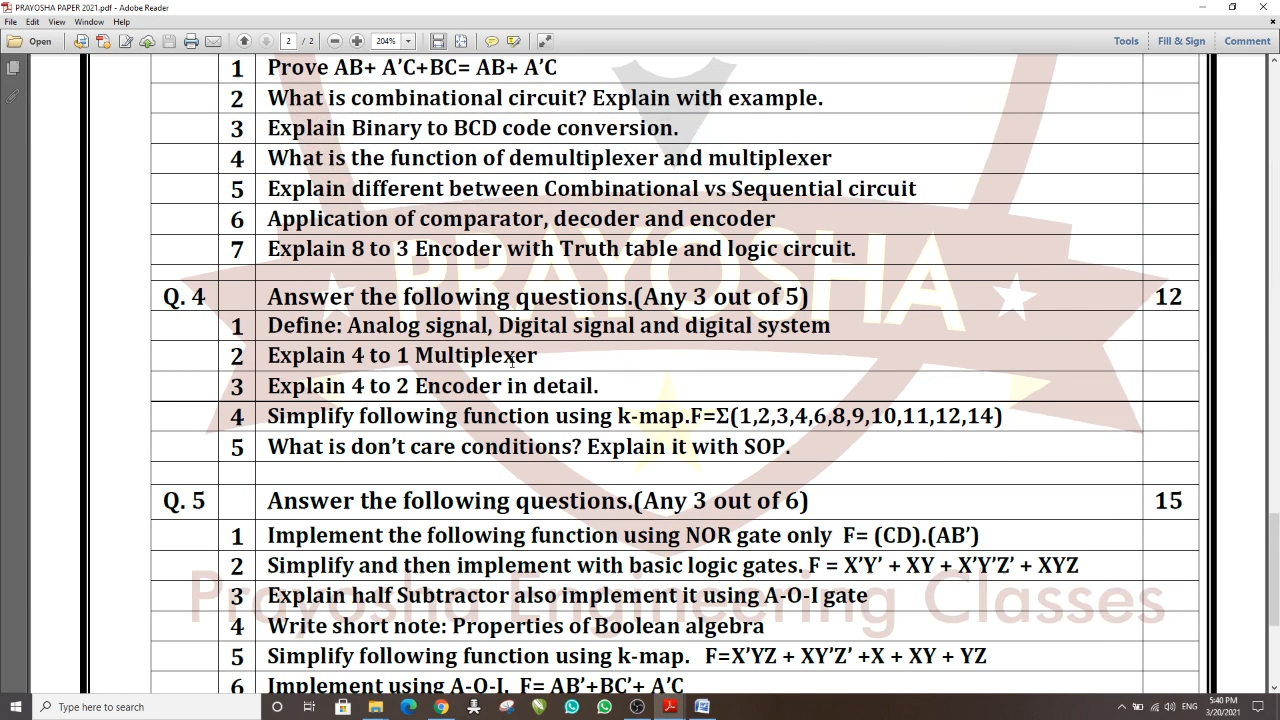 PRAYOSHA PAPER 2021.pdf - Adobe Reader
File Edit View Window Help
Open 2 / 2 204% Tools Fill & Sign Comment
1 Prove AB+ A’C+BC= AB+ A’C
2 What is combinational circuit? Explain with example.
3 Explain Binary to BCD code conversion.
4 What is the function of demultiplexer and multiplexer
5 Explain different between Combinational vs Sequential circuit
6 Application of comparator, decoder and encoder
7 Explain 8 to 3 Encoder with Truth table and logic circuit.
PRAYOSHA
Q. 4 Answer the following questions.(Any 3 out of 5) 12
1 Define: Analog signal, Digital signal and digital system
2 Explain 4 to 1 Multiplexer
3 Explain 4 to 2 Encoder in detail.
4 Simplify following function using k-map.F=Σ(1,2,3,4,6,8,9,10,11,12,14)
5 What is don’t care conditions? Explain it with SOP.
Q. 5 Answer the following questions.(Any 3 out of 6) 15
1 Implement the following function using NOR gate only F= (CD).(AB’)
2 Simplify and then implement with basic logic gates. F = X’Y’ + XY + X’Y’Z’ + XYZ
3 Explain half Subtractor also implement it using A-O-I gate
Prayosha Engineering Classes
4 Write short note: Properties of Boolean algebra
5 Simplify following function using k-map. F=X’YZ + XY’Z’ +X + XY + YZ
6 Implement using A-O-I. F= AB’+BC’+ A’C
Type here to search
ENG
5:40 PM
3/20/2021